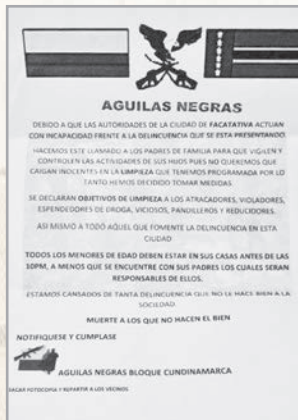 AGUILAS NEGRAS
DEBIDO A QUE LAS AUTORIDADES DE LA CIUDAD DE FACATATIVA ACTUAN
CON INCAPACIDAD FRENTE A LA DELINCUENCIA QUE SE ESTA PRESENTANDO.
HACEMOS ESTE LLAMADO A LOS PADRES DE FAMILIA PARA QUE VIGILEN Y
CONTROLEN LAS ACTIVIDADES DE SUS HIJOS PUES NO QUEREMOS QUE
CAIGAN INOCENTES EN LA LIMPIEZA QUE TENEMOS PROGRAMADA POR LO
TANTO HEMOS DECIDIDO TOMAR MEDIDAS.
SE DECLARAN OBJETIVOS DE LIMPIEZA A LOS ATRACADORES, VIOLADORES,
ESPENDEDORES DE DROGA, VICIOSOS, PANDILLEROS Y REDUCIDORES.
ASI MISMO A TODO AQUEL QUE FOMENTE LA DELINCUENCIA EN ESTA
CIUDAD
TODOS LOS MENORES DE EDAD DEBEN ESTAR EN SUS CASAS ANTES DE LAS
10PM, A MENOS QUE SE ENCUENTRE CON SUS PADRES LOS CUALES SERAN
RESPONSABLES DE ELLOS.
ESTAMOS CANSADOS DE TANTA DELINCUENCIA QUE NO LE HACE BIEN A LA
SOCIEDAD
MUERTE A LOS QUE NO HACEN EL BIEN
NOTIFIQUESE Y CUMPLASE
AGUILAS NEGRAS BLOQUE CUNDINAMARCA
SACAR FOTOCOPIA Y REPARTIR A LOS VECINOS